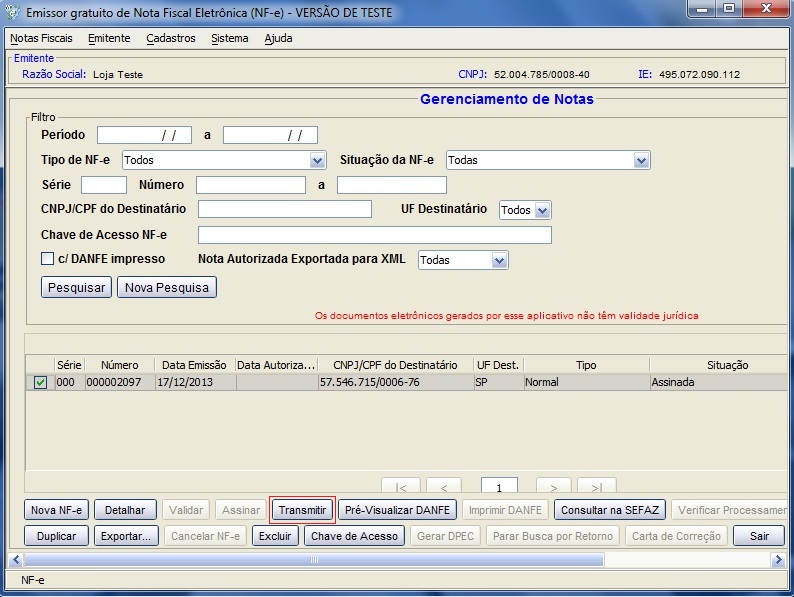 Emissor gratuito de Nota Fiscal Eletrônica (NF-e) - VERSÃO DE TESTE
Notas Fiscais Emitente Cadastros Sistema Ajuda
Emitente
Razão Social: Loja Teste CNPJ: 52.004.785/0008-40 IE: 495.072.090.112
Gerenciamento de Notas
Filtro
Período / / a / /
Tipo de NF-e Todos Situação da NF-e Todas
Série Número a
CNPJ/CPF do Destinatário UF Destinatário Todos
Chave de Acesso NF-e
c/ DANFE impresso Nota Autorizada Exportada para XML Todas
Pesquisar Nova Pesquisa
Os documentos eletrônicos gerados por esse aplicativo não têm validade jurídica
Série Número Data Emissão Data Autoriza... CNPJ/CPF do Destinatário UF Dest. Tipo Situação
000 000002097 17/12/2013 57.546.715/0006-76 SP Normal Assinada
|< < 1 > >|
Nova NF-e Detalhar Validar Assinar Transmitir Pré-Visualizar DANFE Imprimir DANFE Consultar na SEFAZ Verificar Processamen
Duplicar Exportar... Cancelar NF-e Excluir Chave de Acesso Gerar DPEC Parar Busca por Retorno Carta de Correção Sair
NF-e